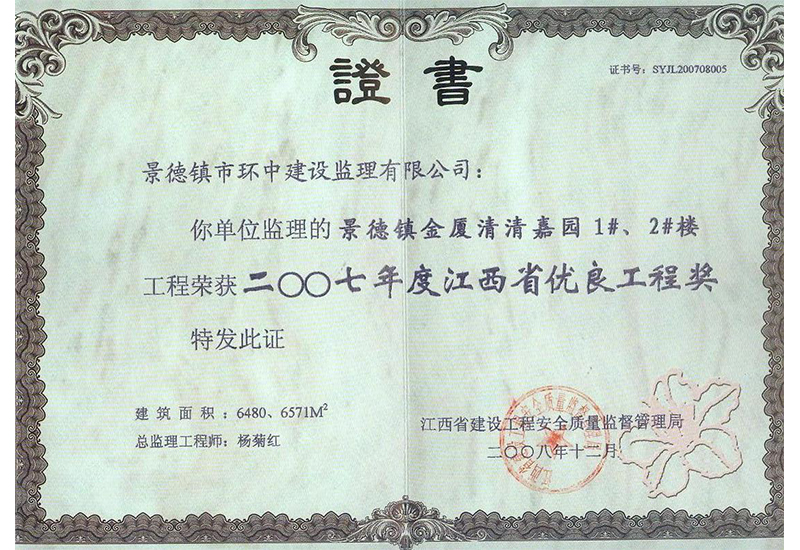 證書
证书号：SYJL200708005
景德镇市环中建设监理有限公司：
你单位监理的景德镇金厦清清嘉园1#、2#楼
工程荣获二〇〇七年度江西省优良工程奖
特发此证
建筑面积：6480、6571M²
总监理工程师：杨菊红
江西省建设工程安全质量监督管理局
二〇〇八年十二月